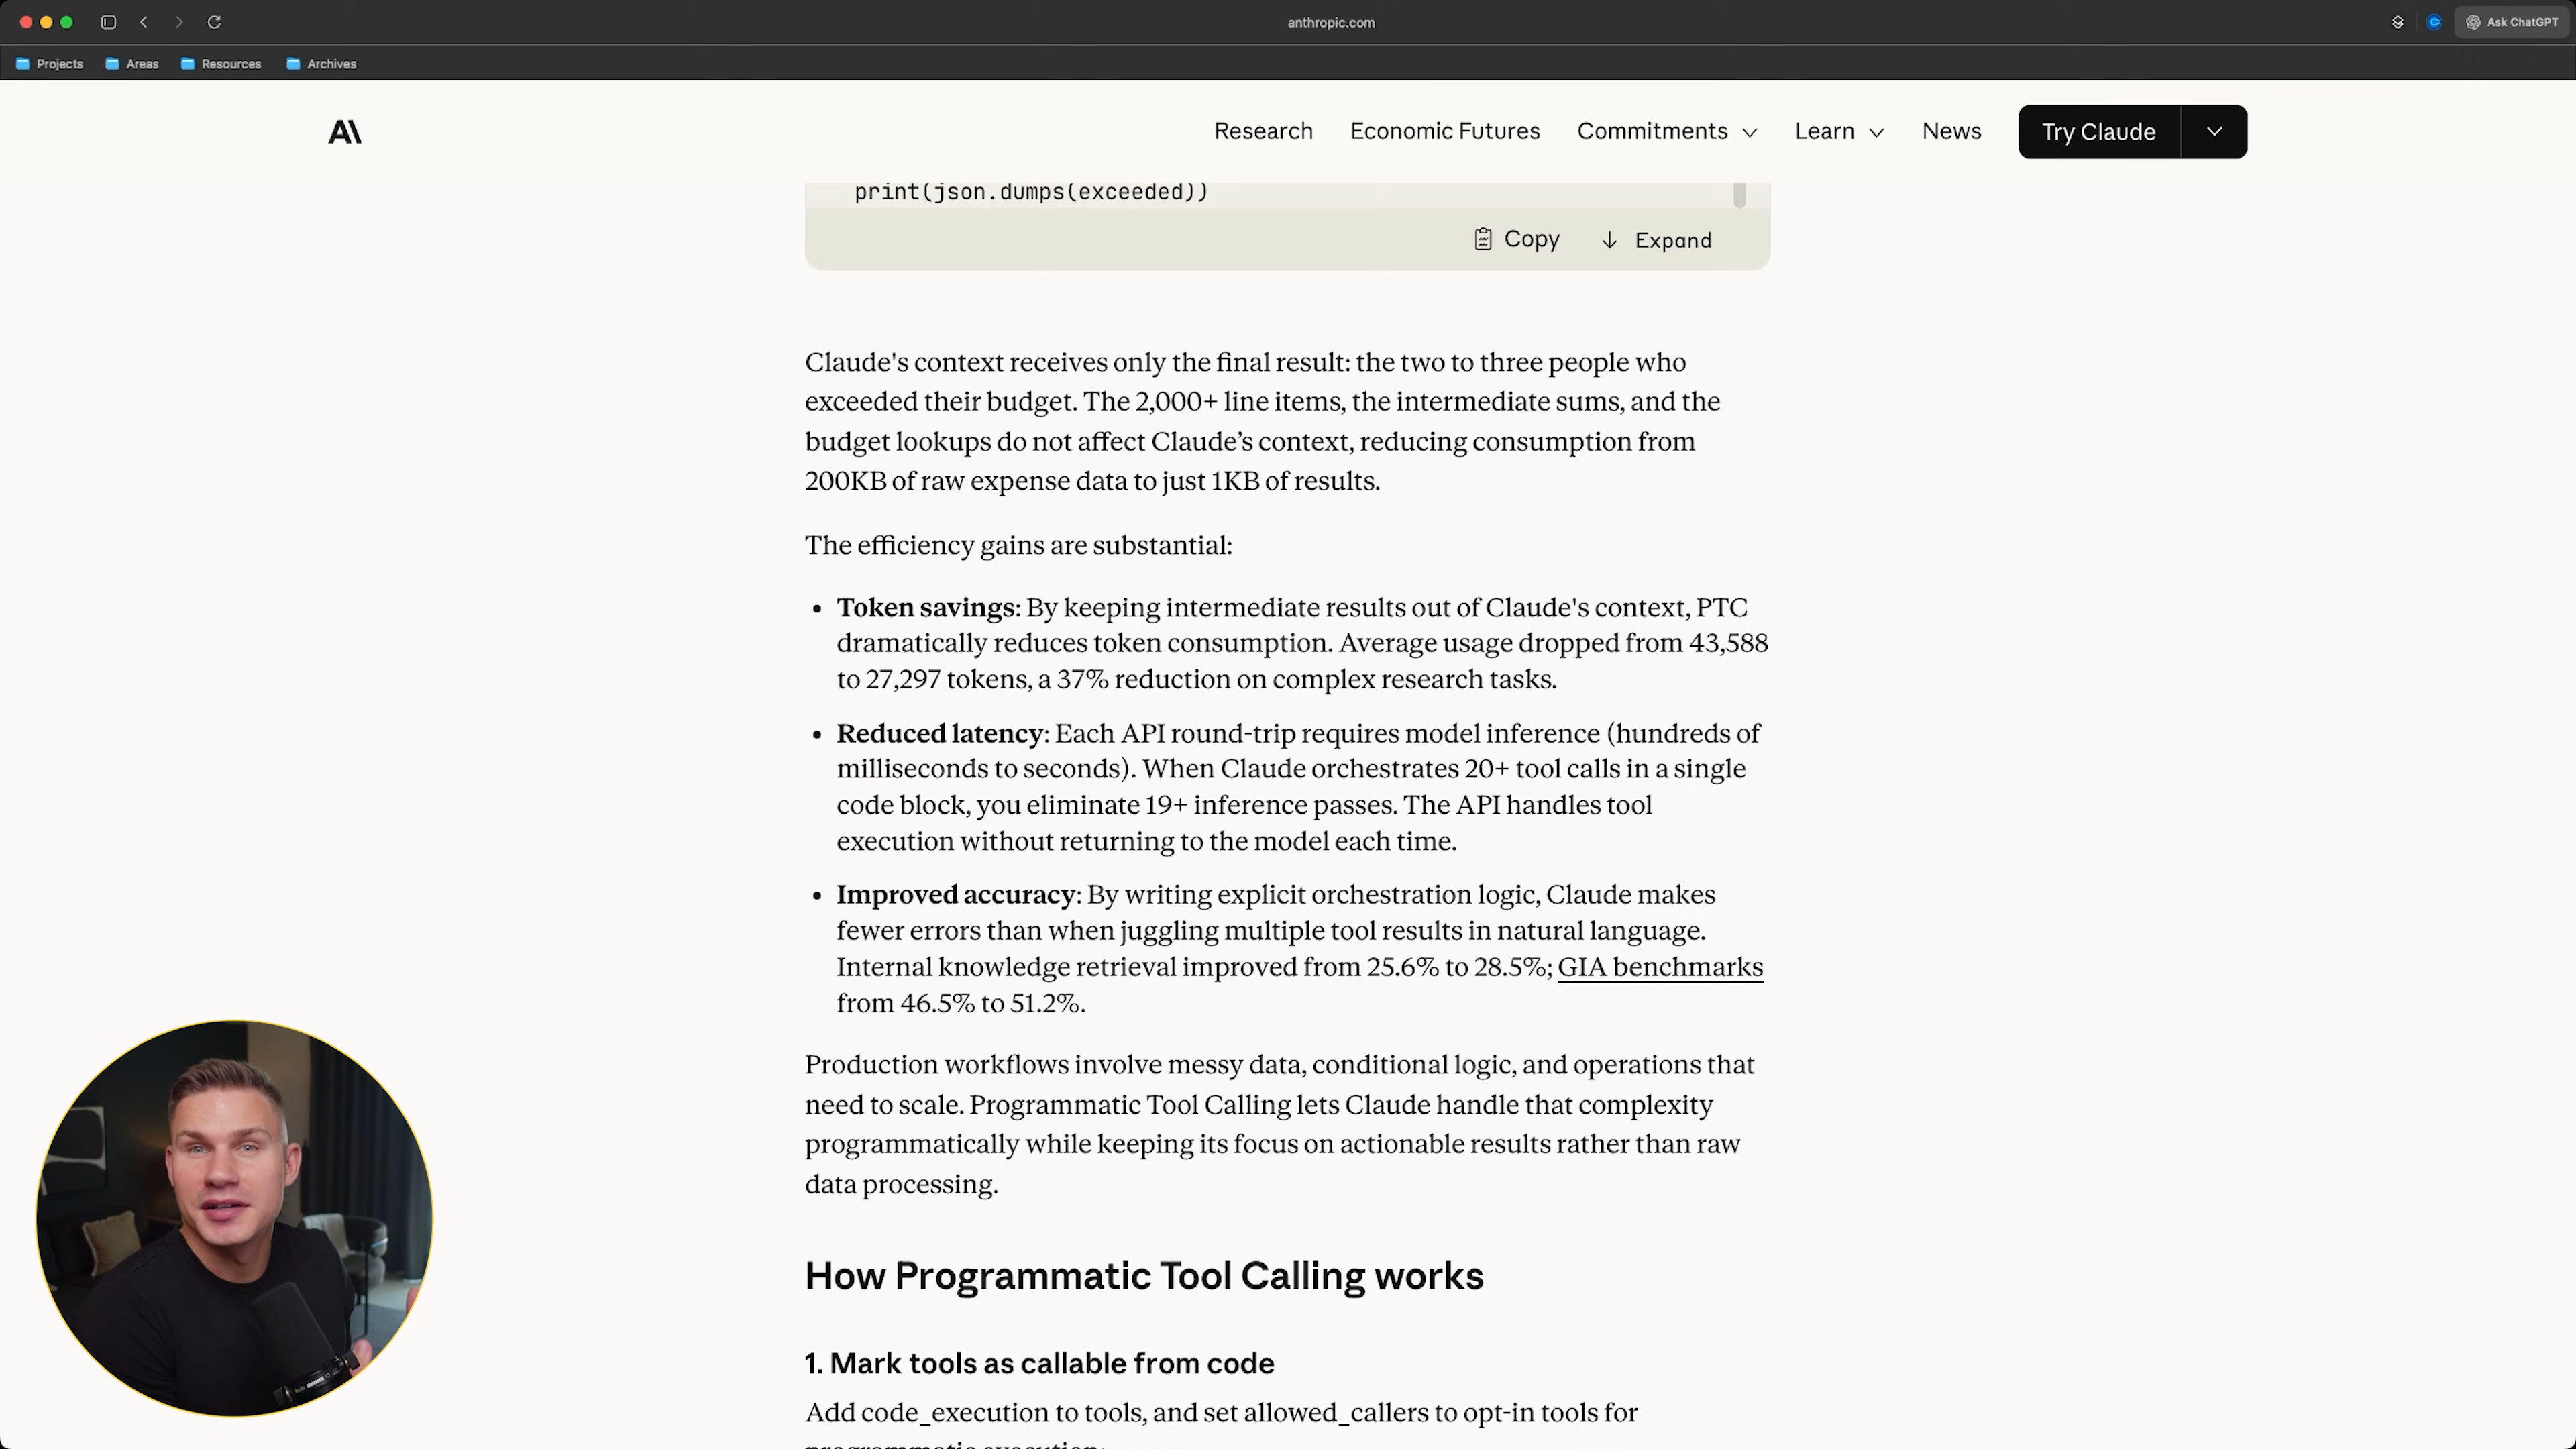 anthropic.com
Ask ChatGPT
Projects
Areas
Resources
Archives
Research
Economic Futures
Commitments
Learn
News
Try Claude
print(json.dumps(exceeded))
Copy
Expand
Claude's context receives only the final result: the two to three people who
exceeded their budget. The 2,000+ line items, the intermediate sums, and the
budget lookups do not affect Claude’s context, reducing consumption from
200KB of raw expense data to just 1KB of results.
The efficiency gains are substantial:
• Token savings: By keeping intermediate results out of Claude's context, PTC
dramatically reduces token consumption. Average usage dropped from 43,588
to 27,297 tokens, a 37% reduction on complex research tasks.
• Reduced latency: Each API round-trip requires model inference (hundreds of
milliseconds to seconds). When Claude orchestrates 20+ tool calls in a single
code block, you eliminate 19+ inference passes. The API handles tool
execution without returning to the model each time.
• Improved accuracy: By writing explicit orchestration logic, Claude makes
fewer errors than when juggling multiple tool results in natural language.
Internal knowledge retrieval improved from 25.6% to 28.5%; GIA benchmarks
from 46.5% to 51.2%.
Production workflows involve messy data, conditional logic, and operations that
need to scale. Programmatic Tool Calling lets Claude handle that complexity
programmatically while keeping its focus on actionable results rather than raw
data processing.
How Programmatic Tool Calling works
1. Mark tools as callable from code
Add code_execution to tools, and set allowed_callers to opt-in tools for